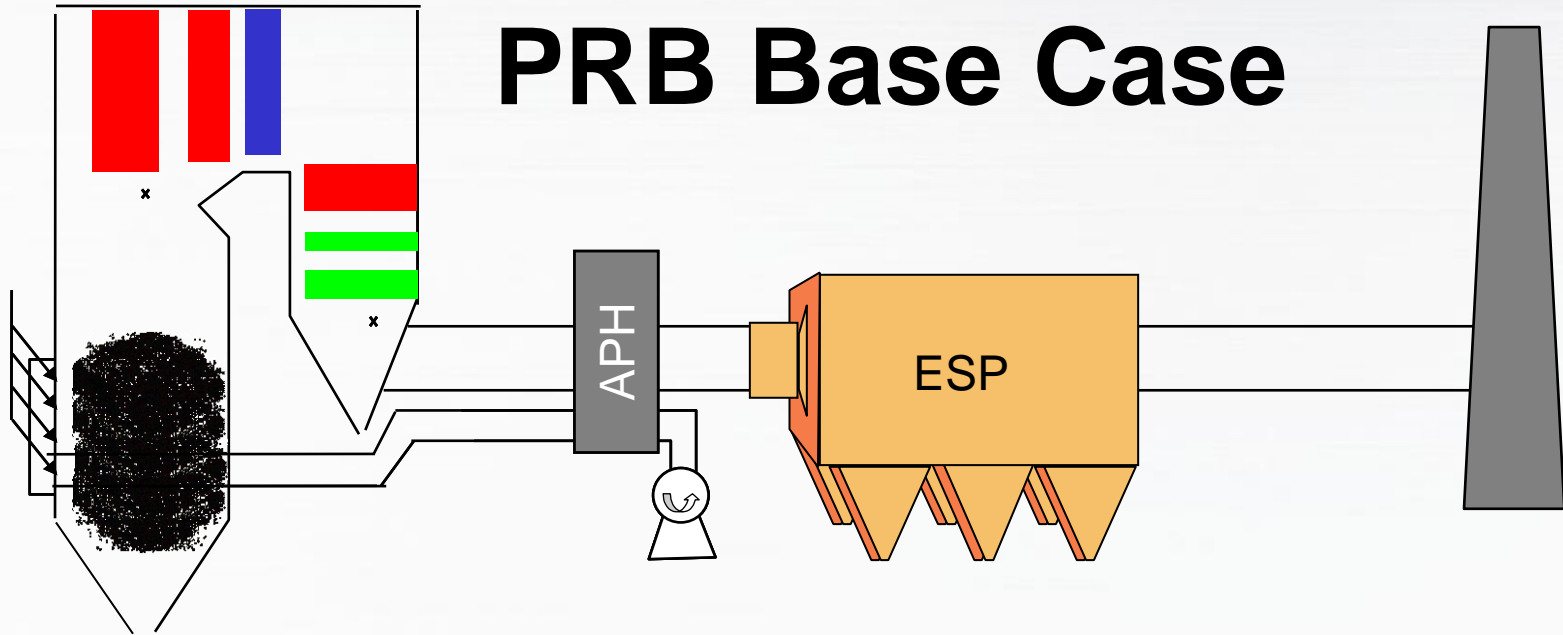 PRB Base Case
x
x
APH
ESP